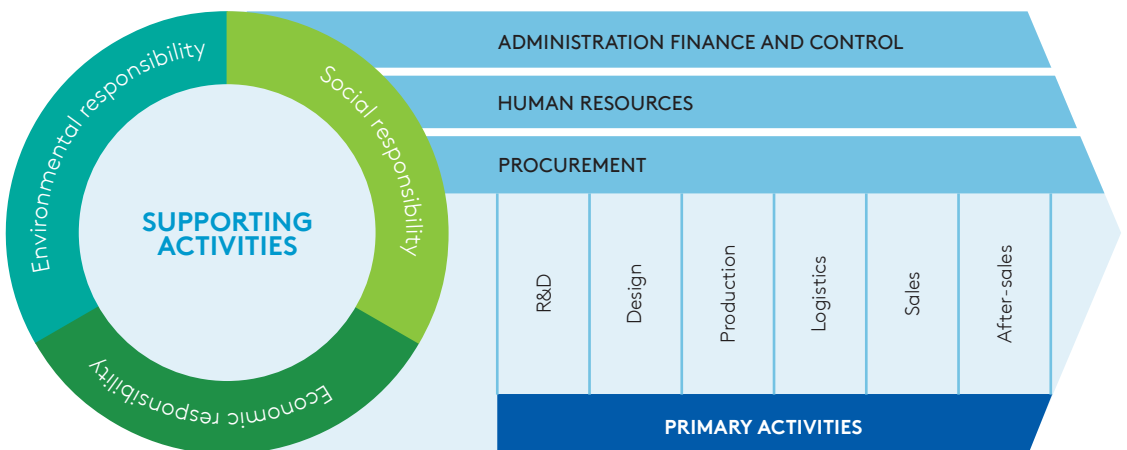 Environmental responsibility
Social responsibility
Economic responsibility
SUPPORTING
ACTIVITIES
ADMINISTRATION FINANCE AND CONTROL
HUMAN RESOURCES
PROCUREMENT
R&D
Design
Production
Logistics
Sales
After-sales
PRIMARY ACTIVITIES